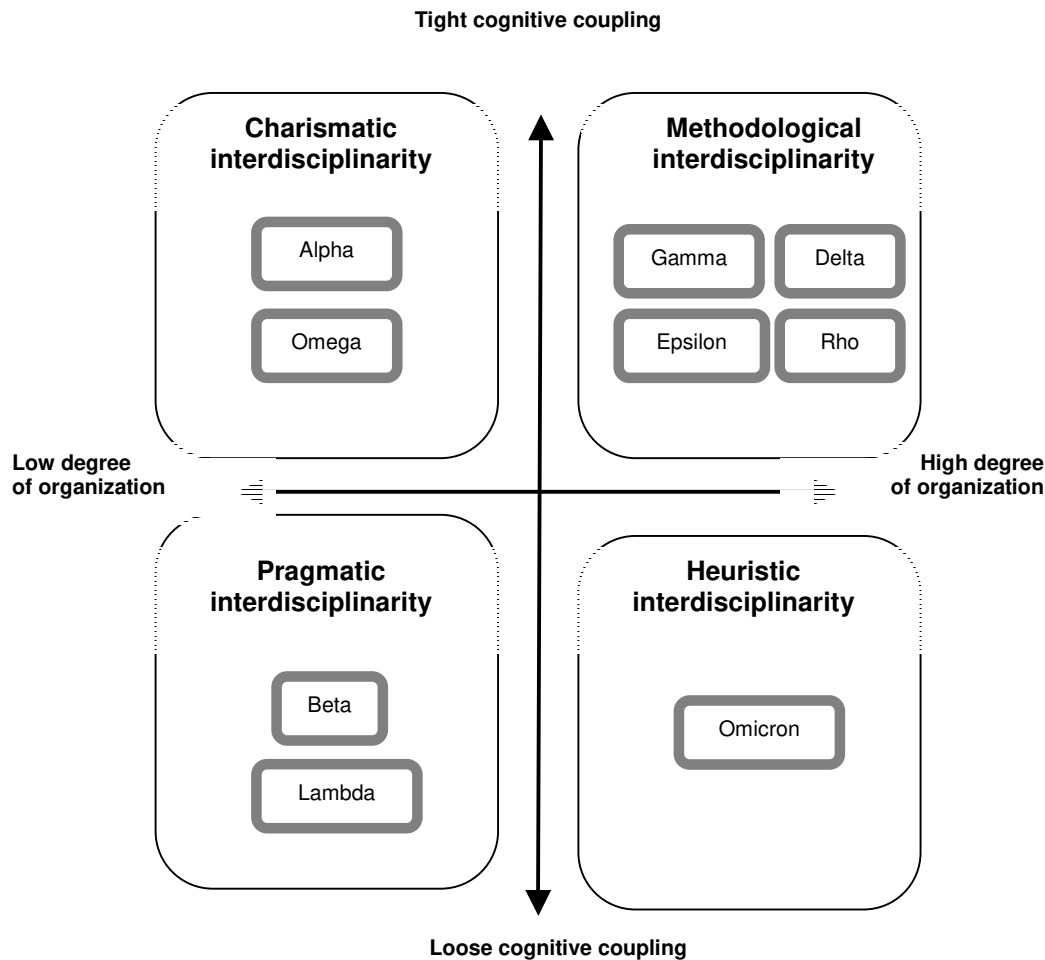 Tight cognitive coupling
Charismatic
interdisciplinarity
Methodological
interdisciplinarity
Alpha
Gamma
Delta
Omega
Epsilon
Rho
Low degree
of organization
High degree
of organization
Pragmatic
interdisciplinarity
Heuristic
interdisciplinarity
Beta
Omicron
Lambda
Loose cognitive coupling